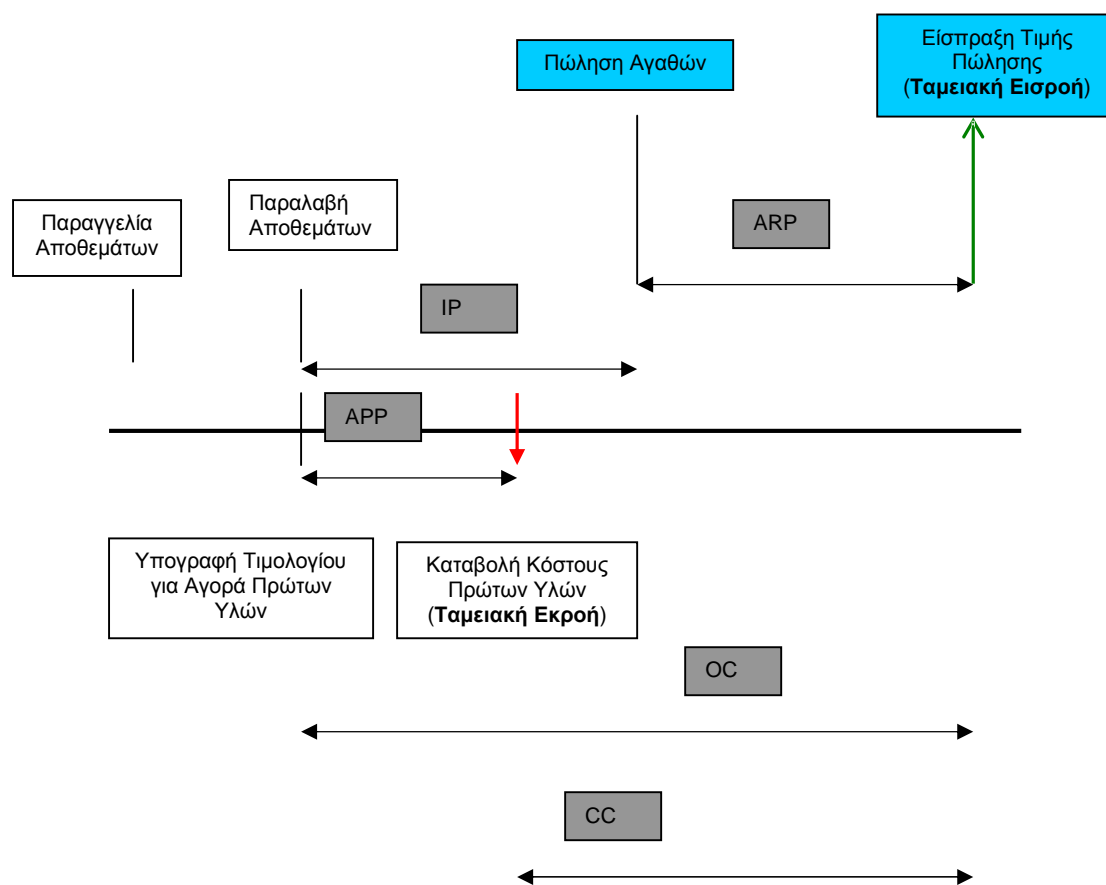 Πώληση Αγαθών
Είσπραξη Τιμής
Πώλησης
(Ταμειακή Εισροή)
Παραγγελία
Αποθεμάτων
Παραλαβή
Αποθεμάτων
ARP
IP
APP
Υπογραφή Τιμολογίου
για Αγορά Πρώτων
Υλών
Καταβολή Κόστους
Πρώτων Υλών
(Ταμειακή Εκροή)
OC
CC